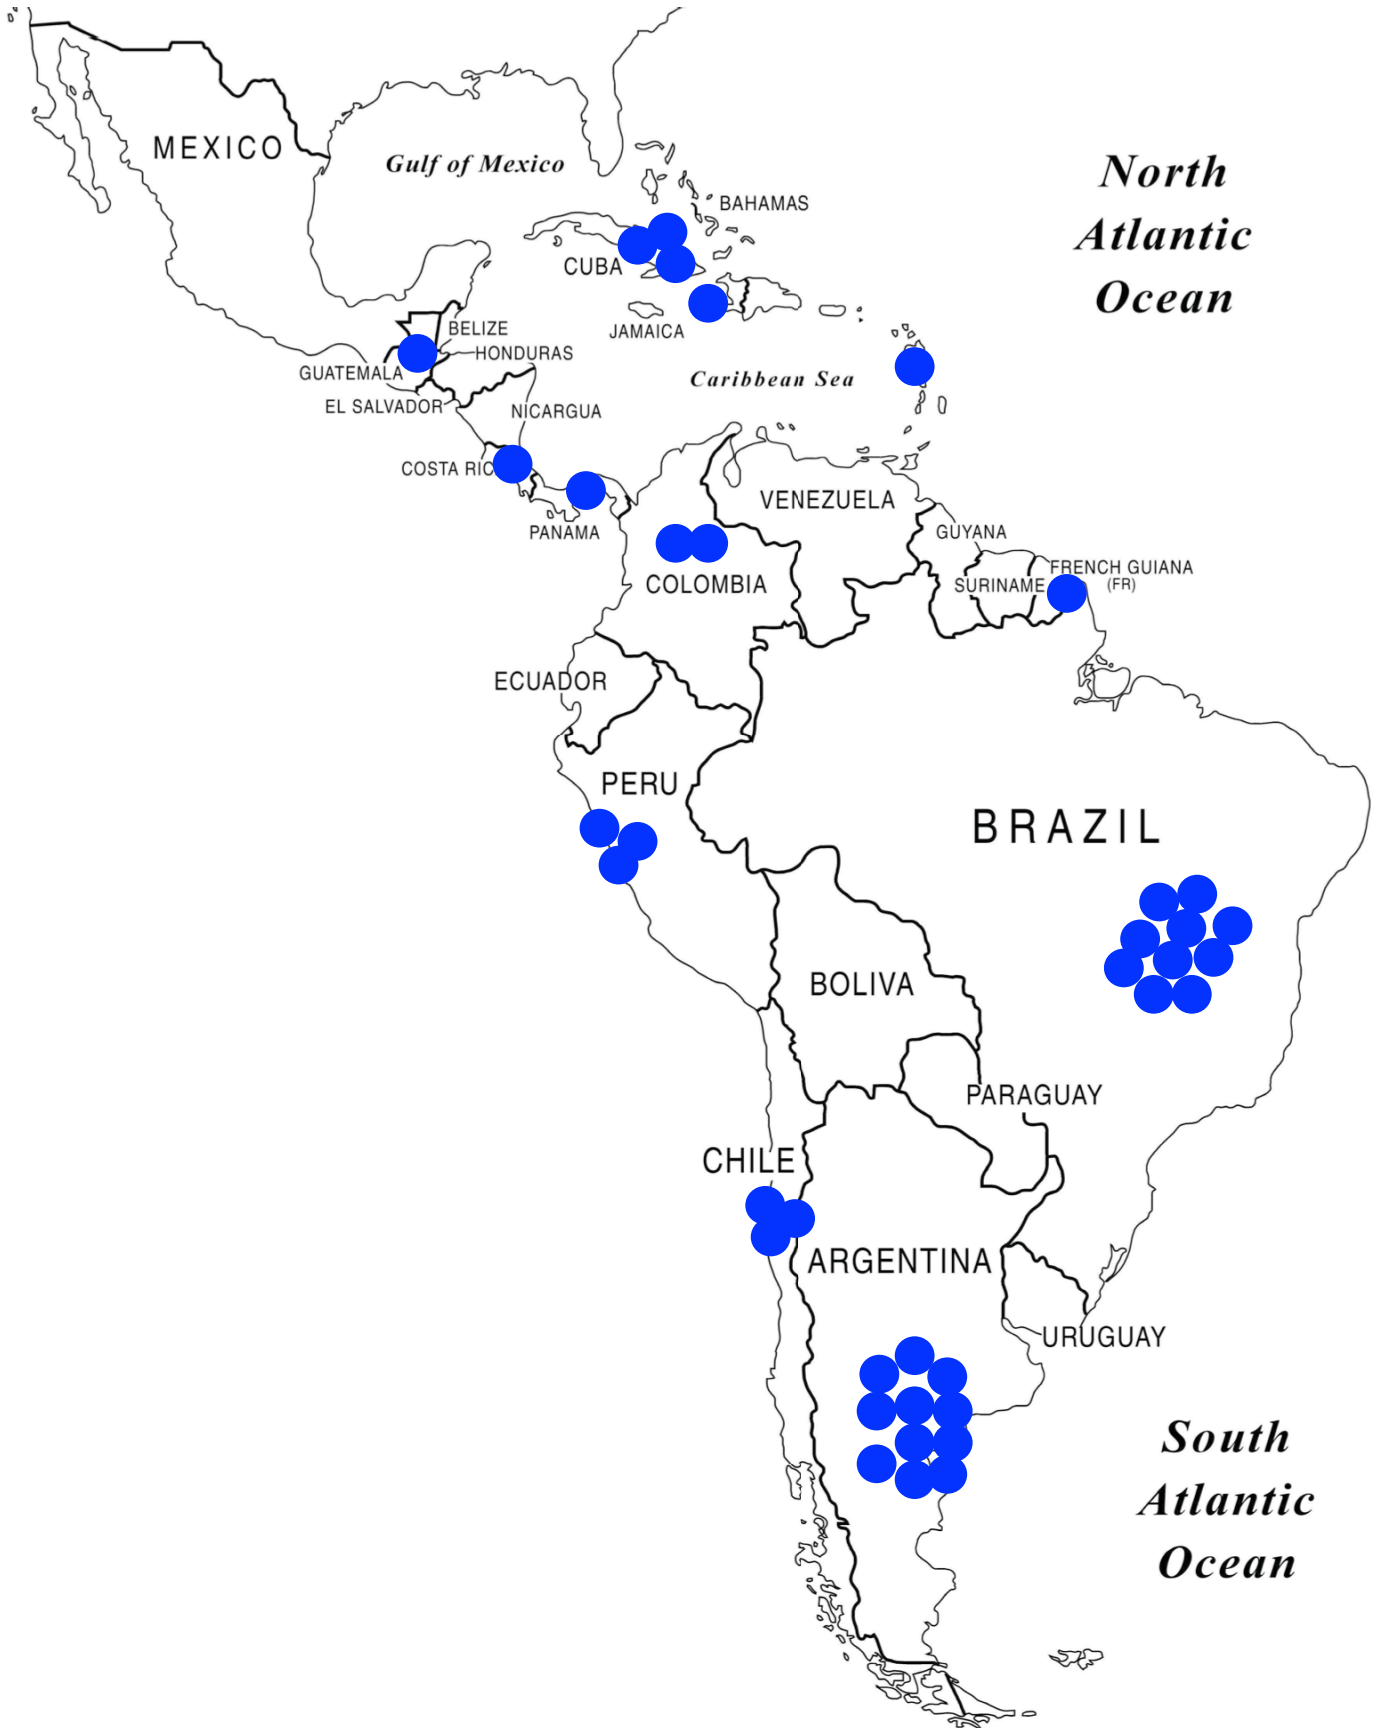 MEXICO
Gulf of Mexico
North
Atlantic
Ocean
BAHAMAS
CUBA
JAMAICA
BELIZE
HONDURAS
GUATEMALA
Caribbean Sea
EL SALVADOR
NICARGUA
COSTA RIC
VENEZUELA
PANAMA
GUYANA
COLOMBIA
SURINAME
FRENCH GUIANA
(FR)
ECUADOR
PERU
BRAZIL
BOLIVA
PARAGUAY
CHILE
ARGENTINA
URUGUAY
South
Atlantic
Ocean